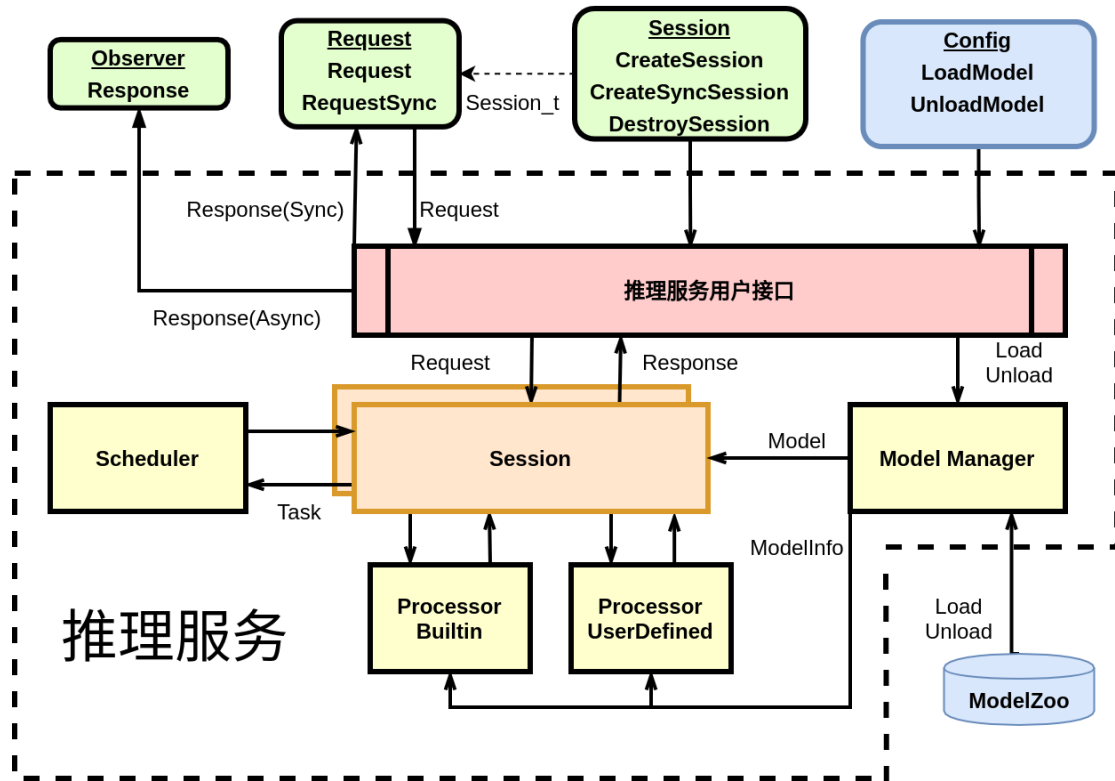 Observer
Response
Request
Request
RequestSync
Session_t
Session
CreateSession
CreateSyncSession
DestroySession
Config
LoadModel
UnloadModel
Response(Sync)
Request
推理服务用户接口
Response(Async)
Request
Response
Load
Unload
Scheduler
Session
Model
Model Manager
Task
ModelInfo
Processor
Builtin
Processor
UserDefined
推理服务
Load
Unload
ModelZoo